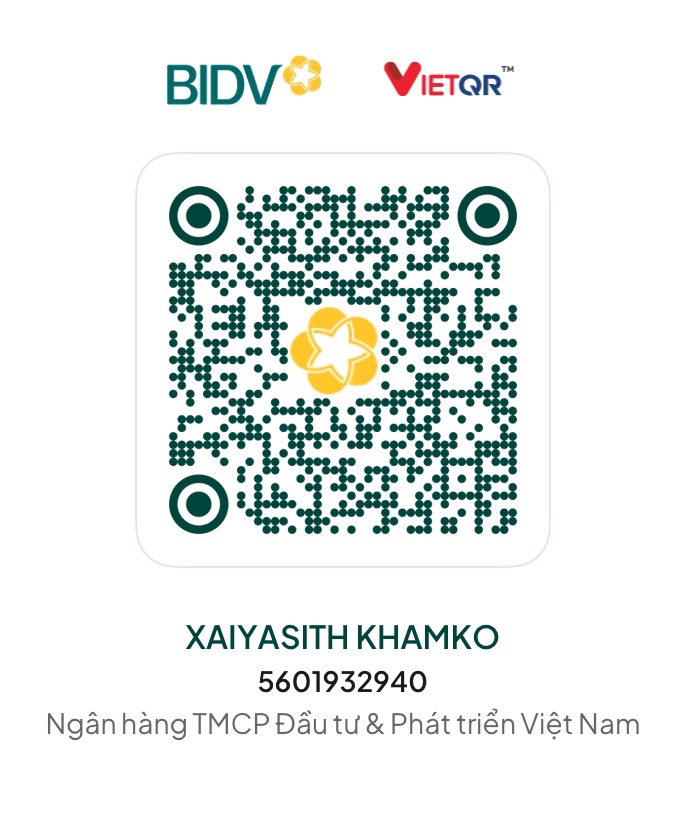 BIDV VIETQR™
XAIYASITH KHAMKO
5601932940
Ngân hàng TMCP Đầu tư & Phát triển Việt Nam